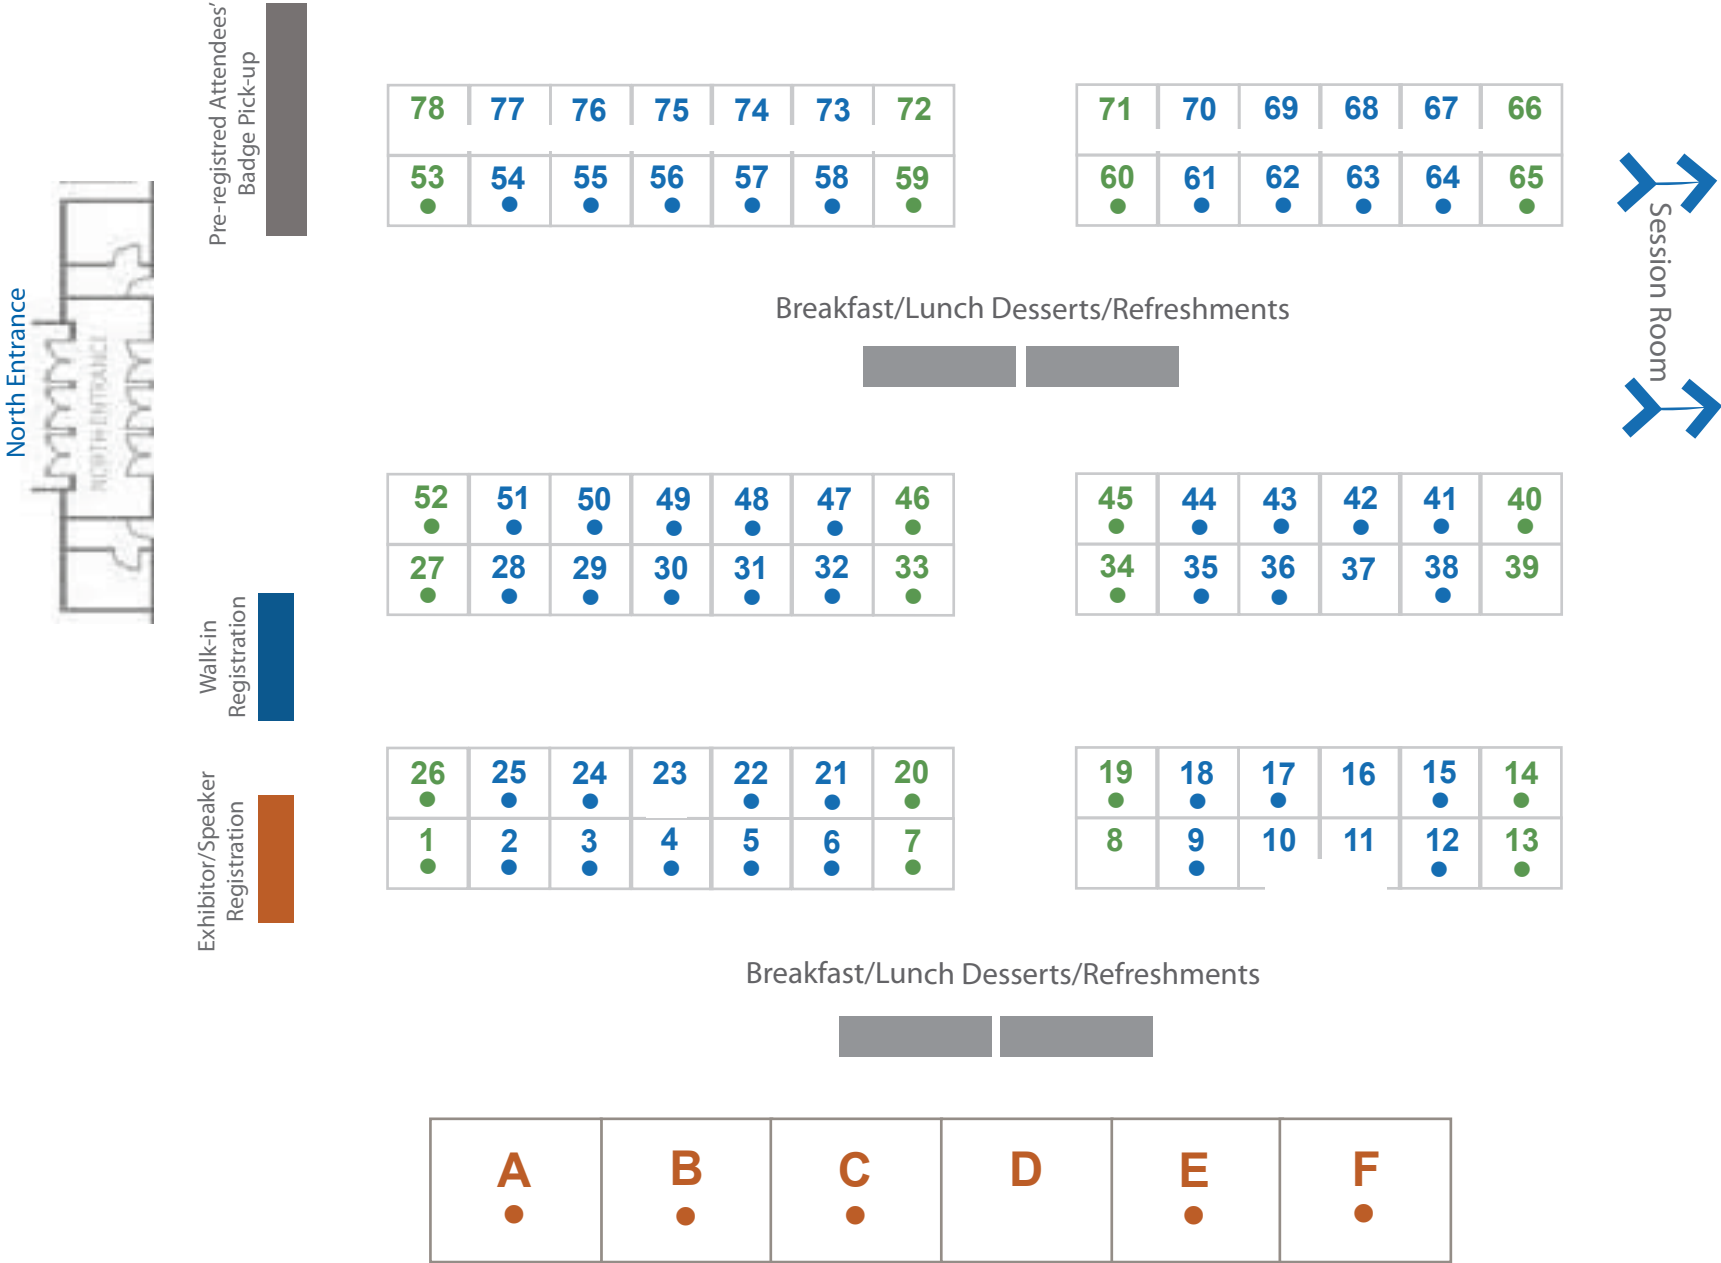 Pre-registred Attendees'
Badge Pick-up
78 77 76 75 74 73 72
71 70 69 68 67 66
53 54 55 56 57 58 59
60 61 62 63 64 65
Session Room
Breakfast/Lunch Desserts/Refreshments
North Entrance
NORTH ENTRANCE
52 51 50 49 48 47 46
45 44 43 42 41 40
27 28 29 30 31 32 33
34 35 36 37 38 39
Walk-in
Registration
26 25 24 23 22 21 20
19 18 17 16 15 14
1 2 3 4 5 6 7
8 9 10 11 12 13
Exhibitor/Speaker
Registration
Breakfast/Lunch Desserts/Refreshments
A B C D E F